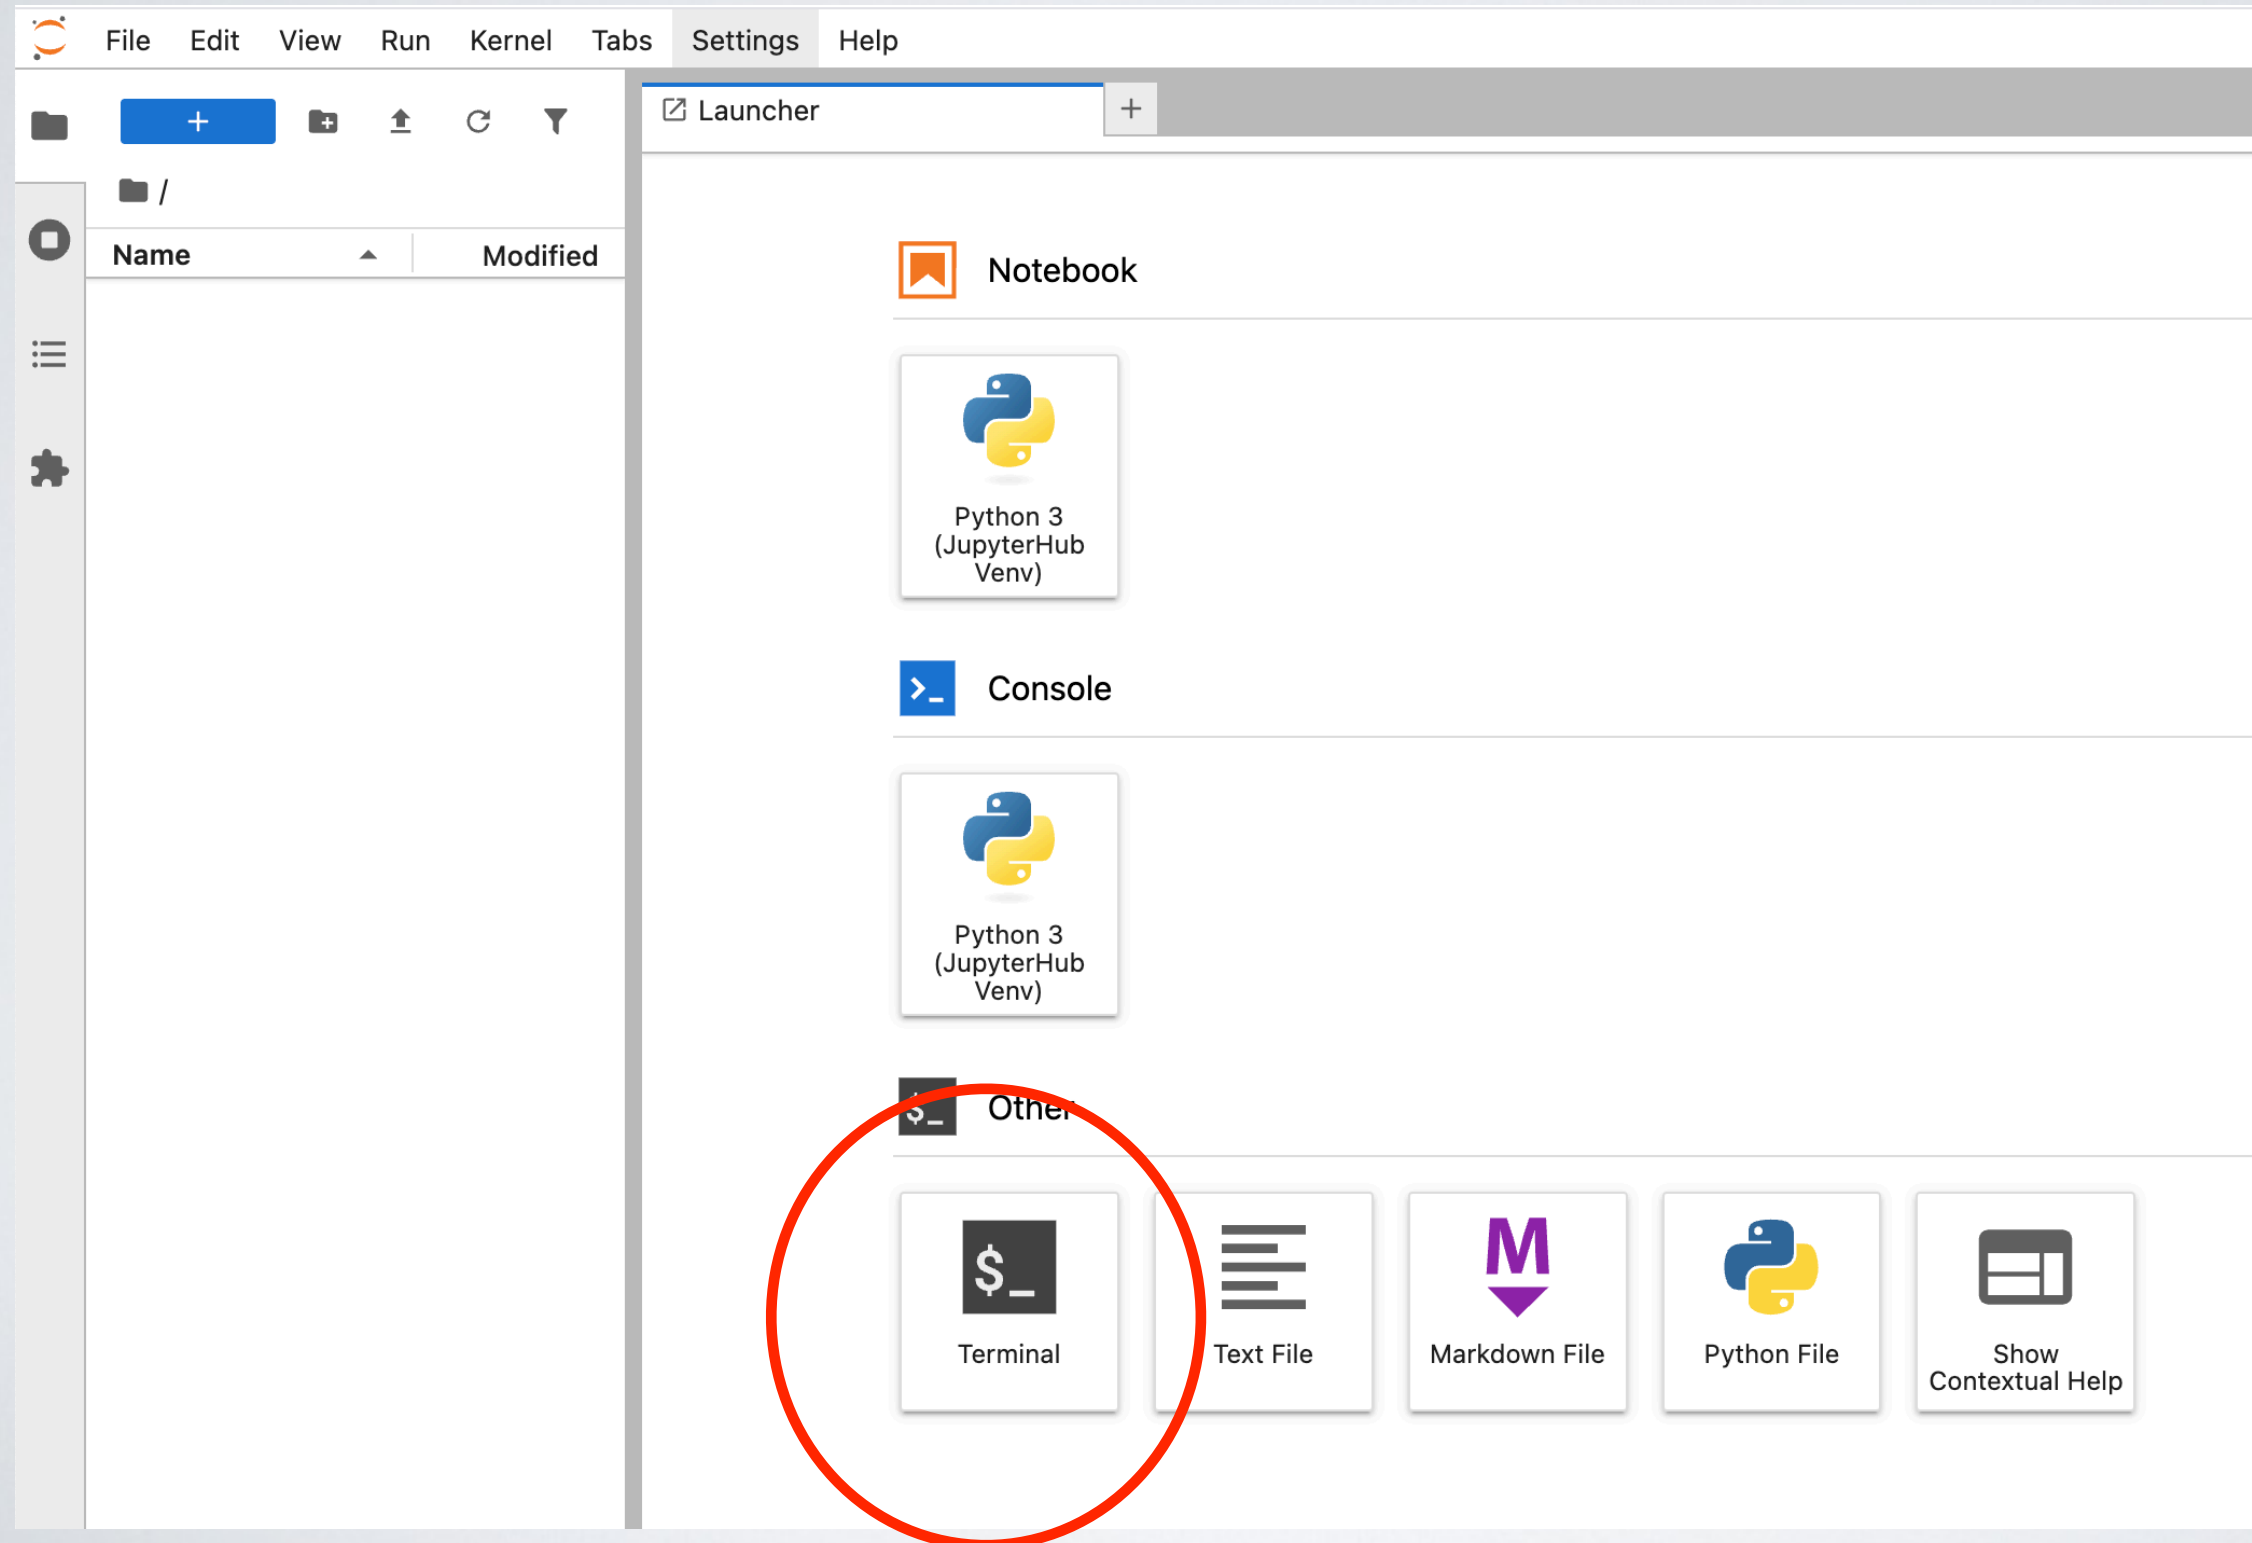 File Edit View Run Kernel Tabs Settings Help
Launcher
/
Name Modified
Notebook
Python 3
(JupyterHub
Venv)
Console
Python 3
(JupyterHub
Venv)
$_ Other
$_
Terminal
Text File
M
Markdown File
Python File
Show
Contextual Help